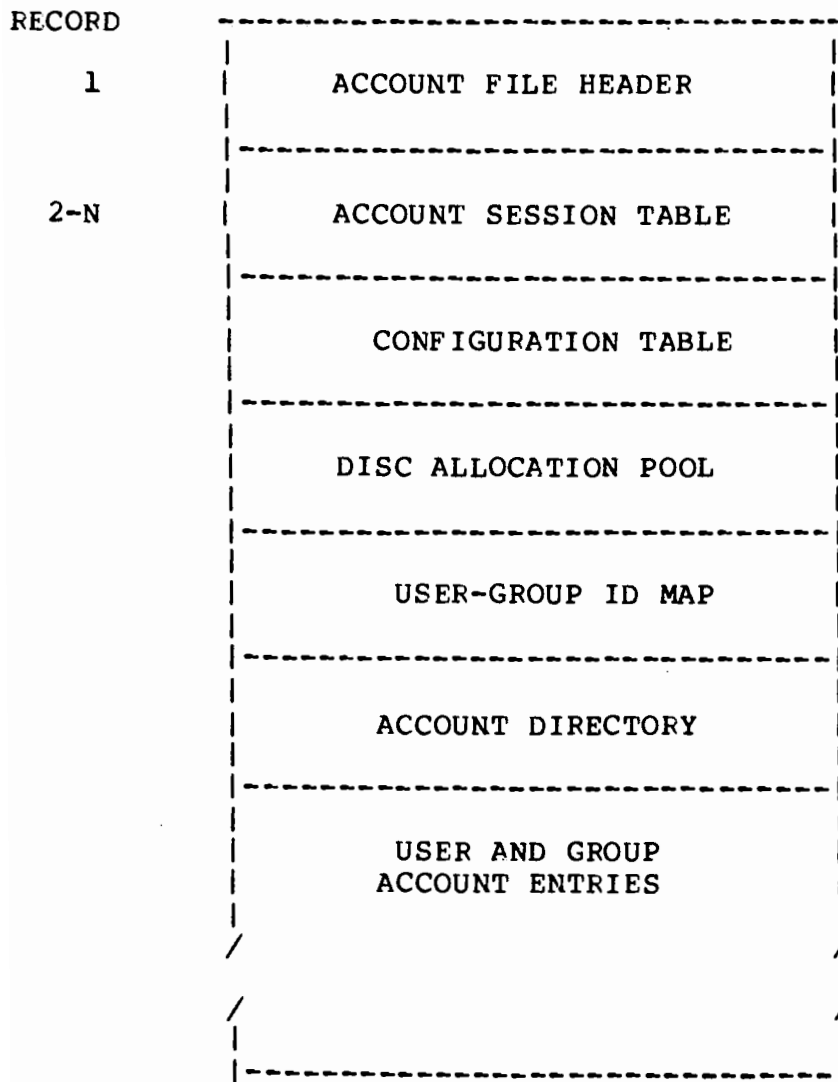 RECORD
1 ACCOUNT FILE HEADER
2-N ACCOUNT SESSION TABLE
CONFIGURATION TABLE
DISC ALLOCATION POOL
USER-GROUP ID MAP
ACCOUNT DIRECTORY
USER AND GROUP
ACCOUNT ENTRIES